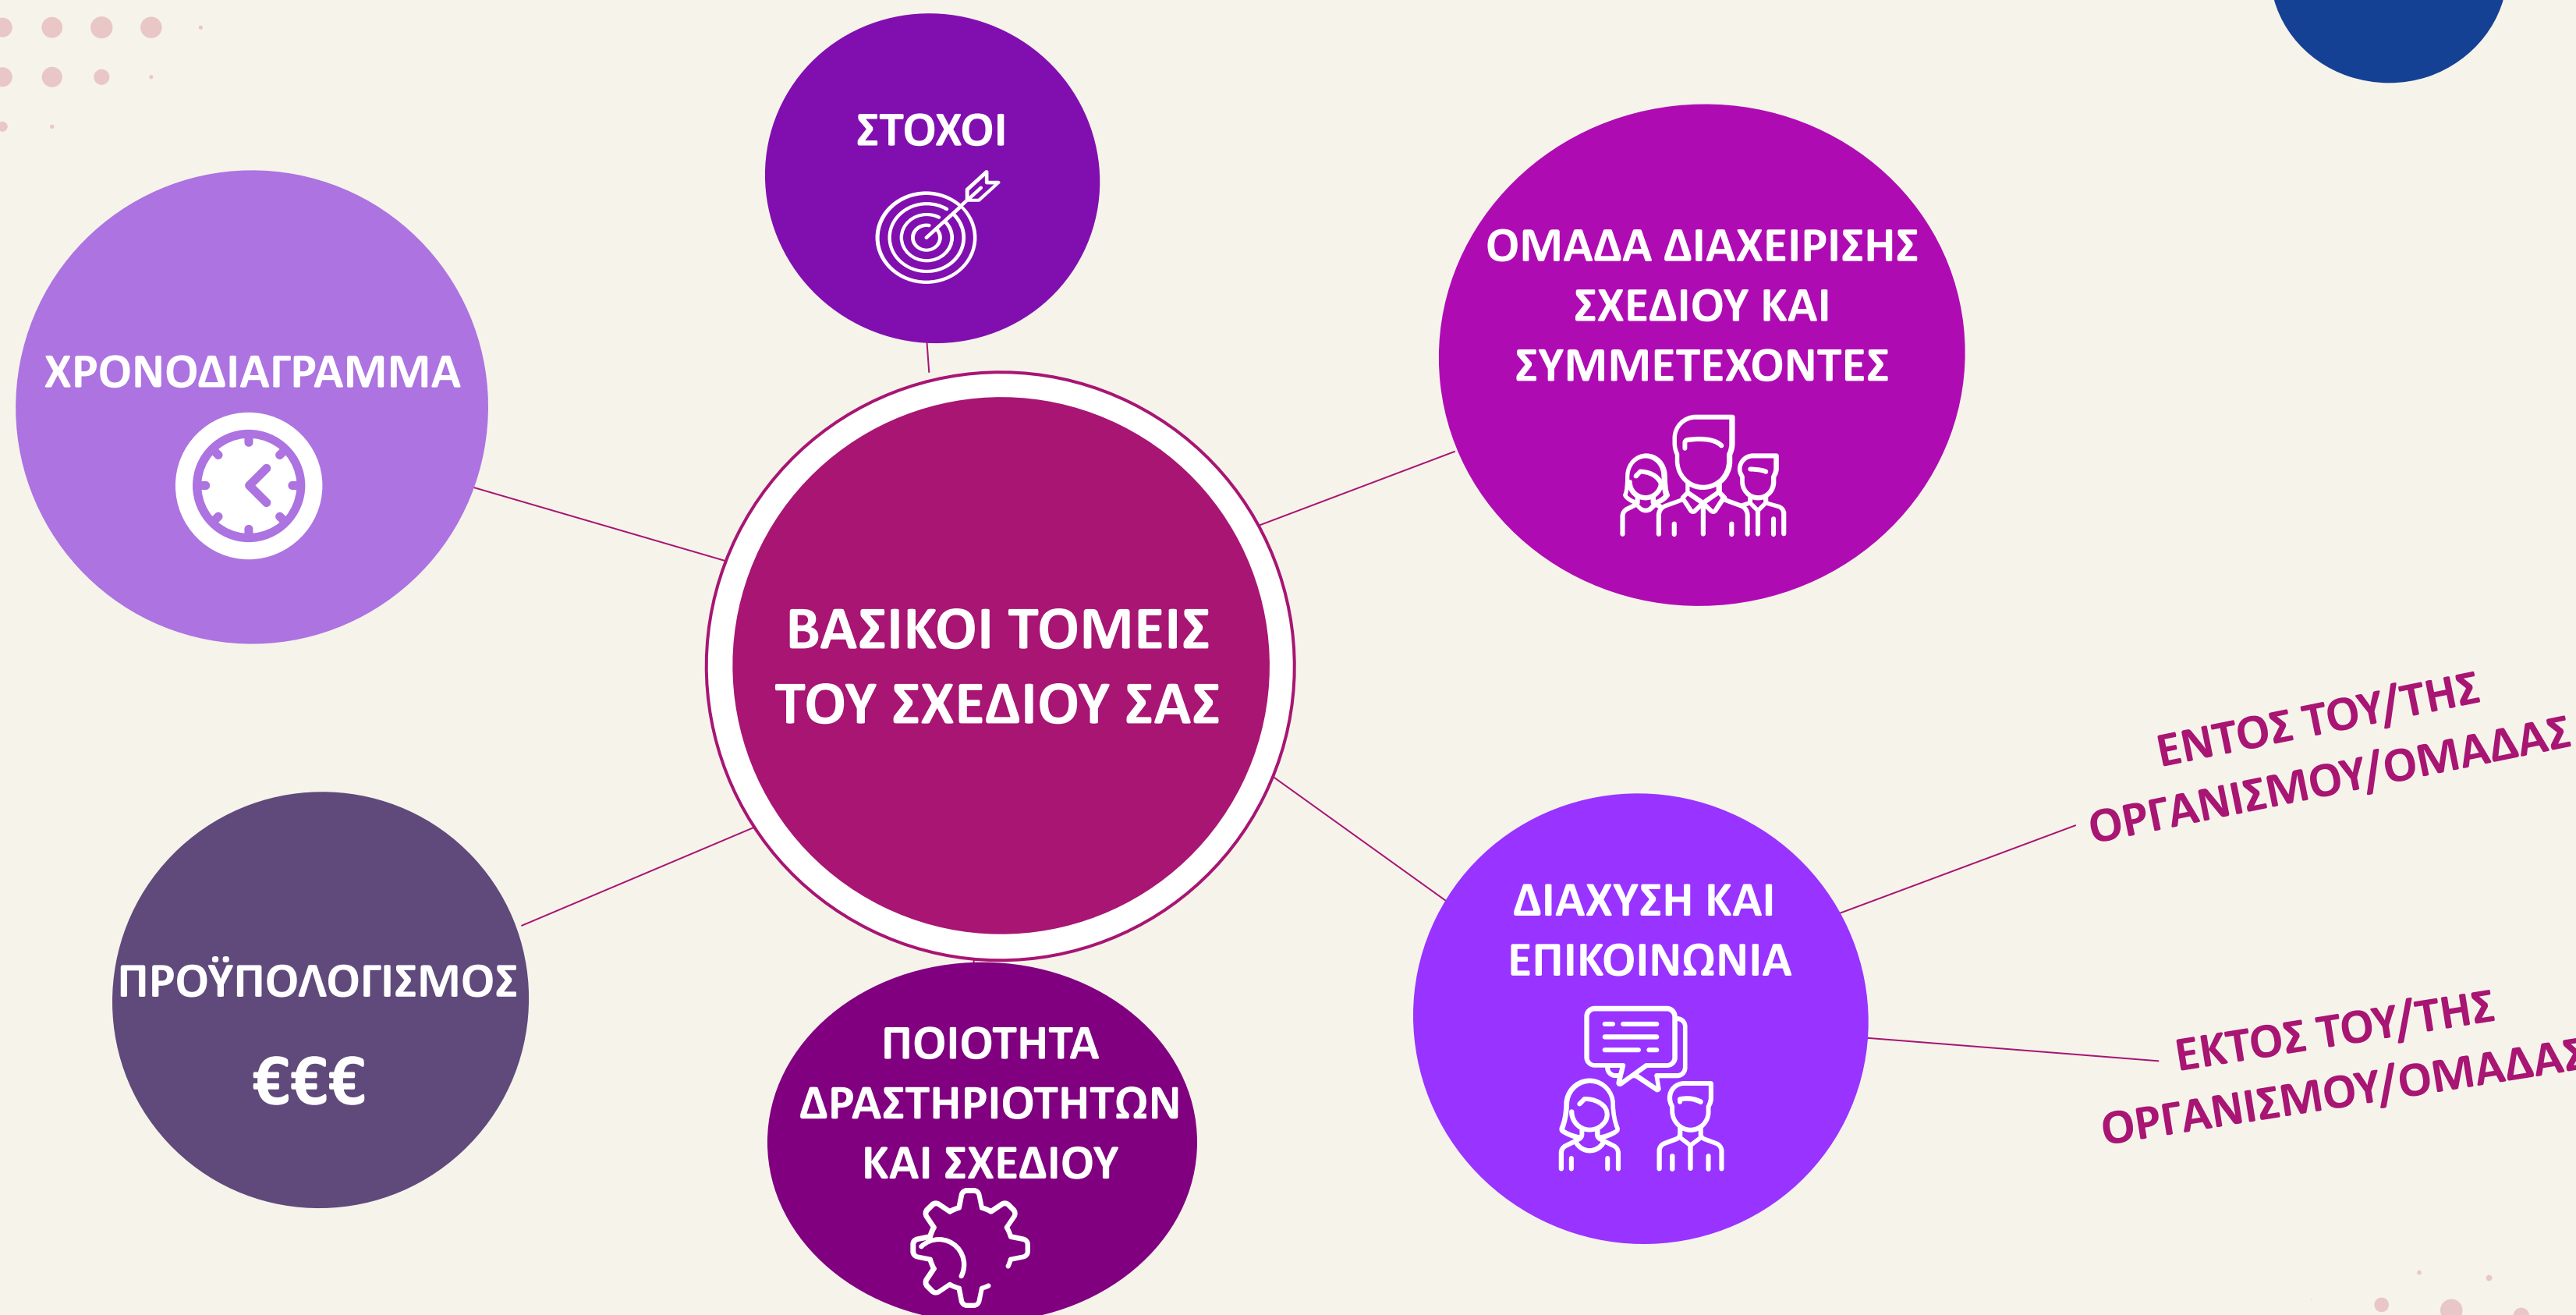 ΣΤΟΧΟΙ
ΟΜΑΔΑ ΔΙΑΧΕΙΡΙΣΗΣ
ΣΧΕΔΙΟΥ ΚΑΙ
ΣΥΜΜΕΤΕΧΟΝΤΕΣ
ΧΡΟΝΟΔΙΑΓΡΑΜΜΑ
ΒΑΣΙΚΟΙ ΤΟΜΕΙΣ
ΤΟΥ ΣΧΕΔΙΟΥ ΣΑΣ
ΕΝΤΟΣ ΤΟΥ/ΤΗΣ
ΟΡΓΑΝΙΣΜΟΥ/ΟΜΑΔΑΣ
ΔΙΑΧΥΣΗ ΚΑΙ
ΕΠΙΚΟΙΝΩΝΙΑ
ΕΚΤΟΣ ΤΟΥ/ΤΗΣ
ΟΡΓΑΝΙΣΜΟΥ/ΟΜΑΔΑΣ
ΠΡΟΫΠΟΛΟΓΙΣΜΟΣ
€€€
ΠΟΙΟΤΗΤΑ
ΔΡΑΣΤΗΡΙΟΤΗΤΩΝ
ΚΑΙ ΣΧΕΔΙΟΥ